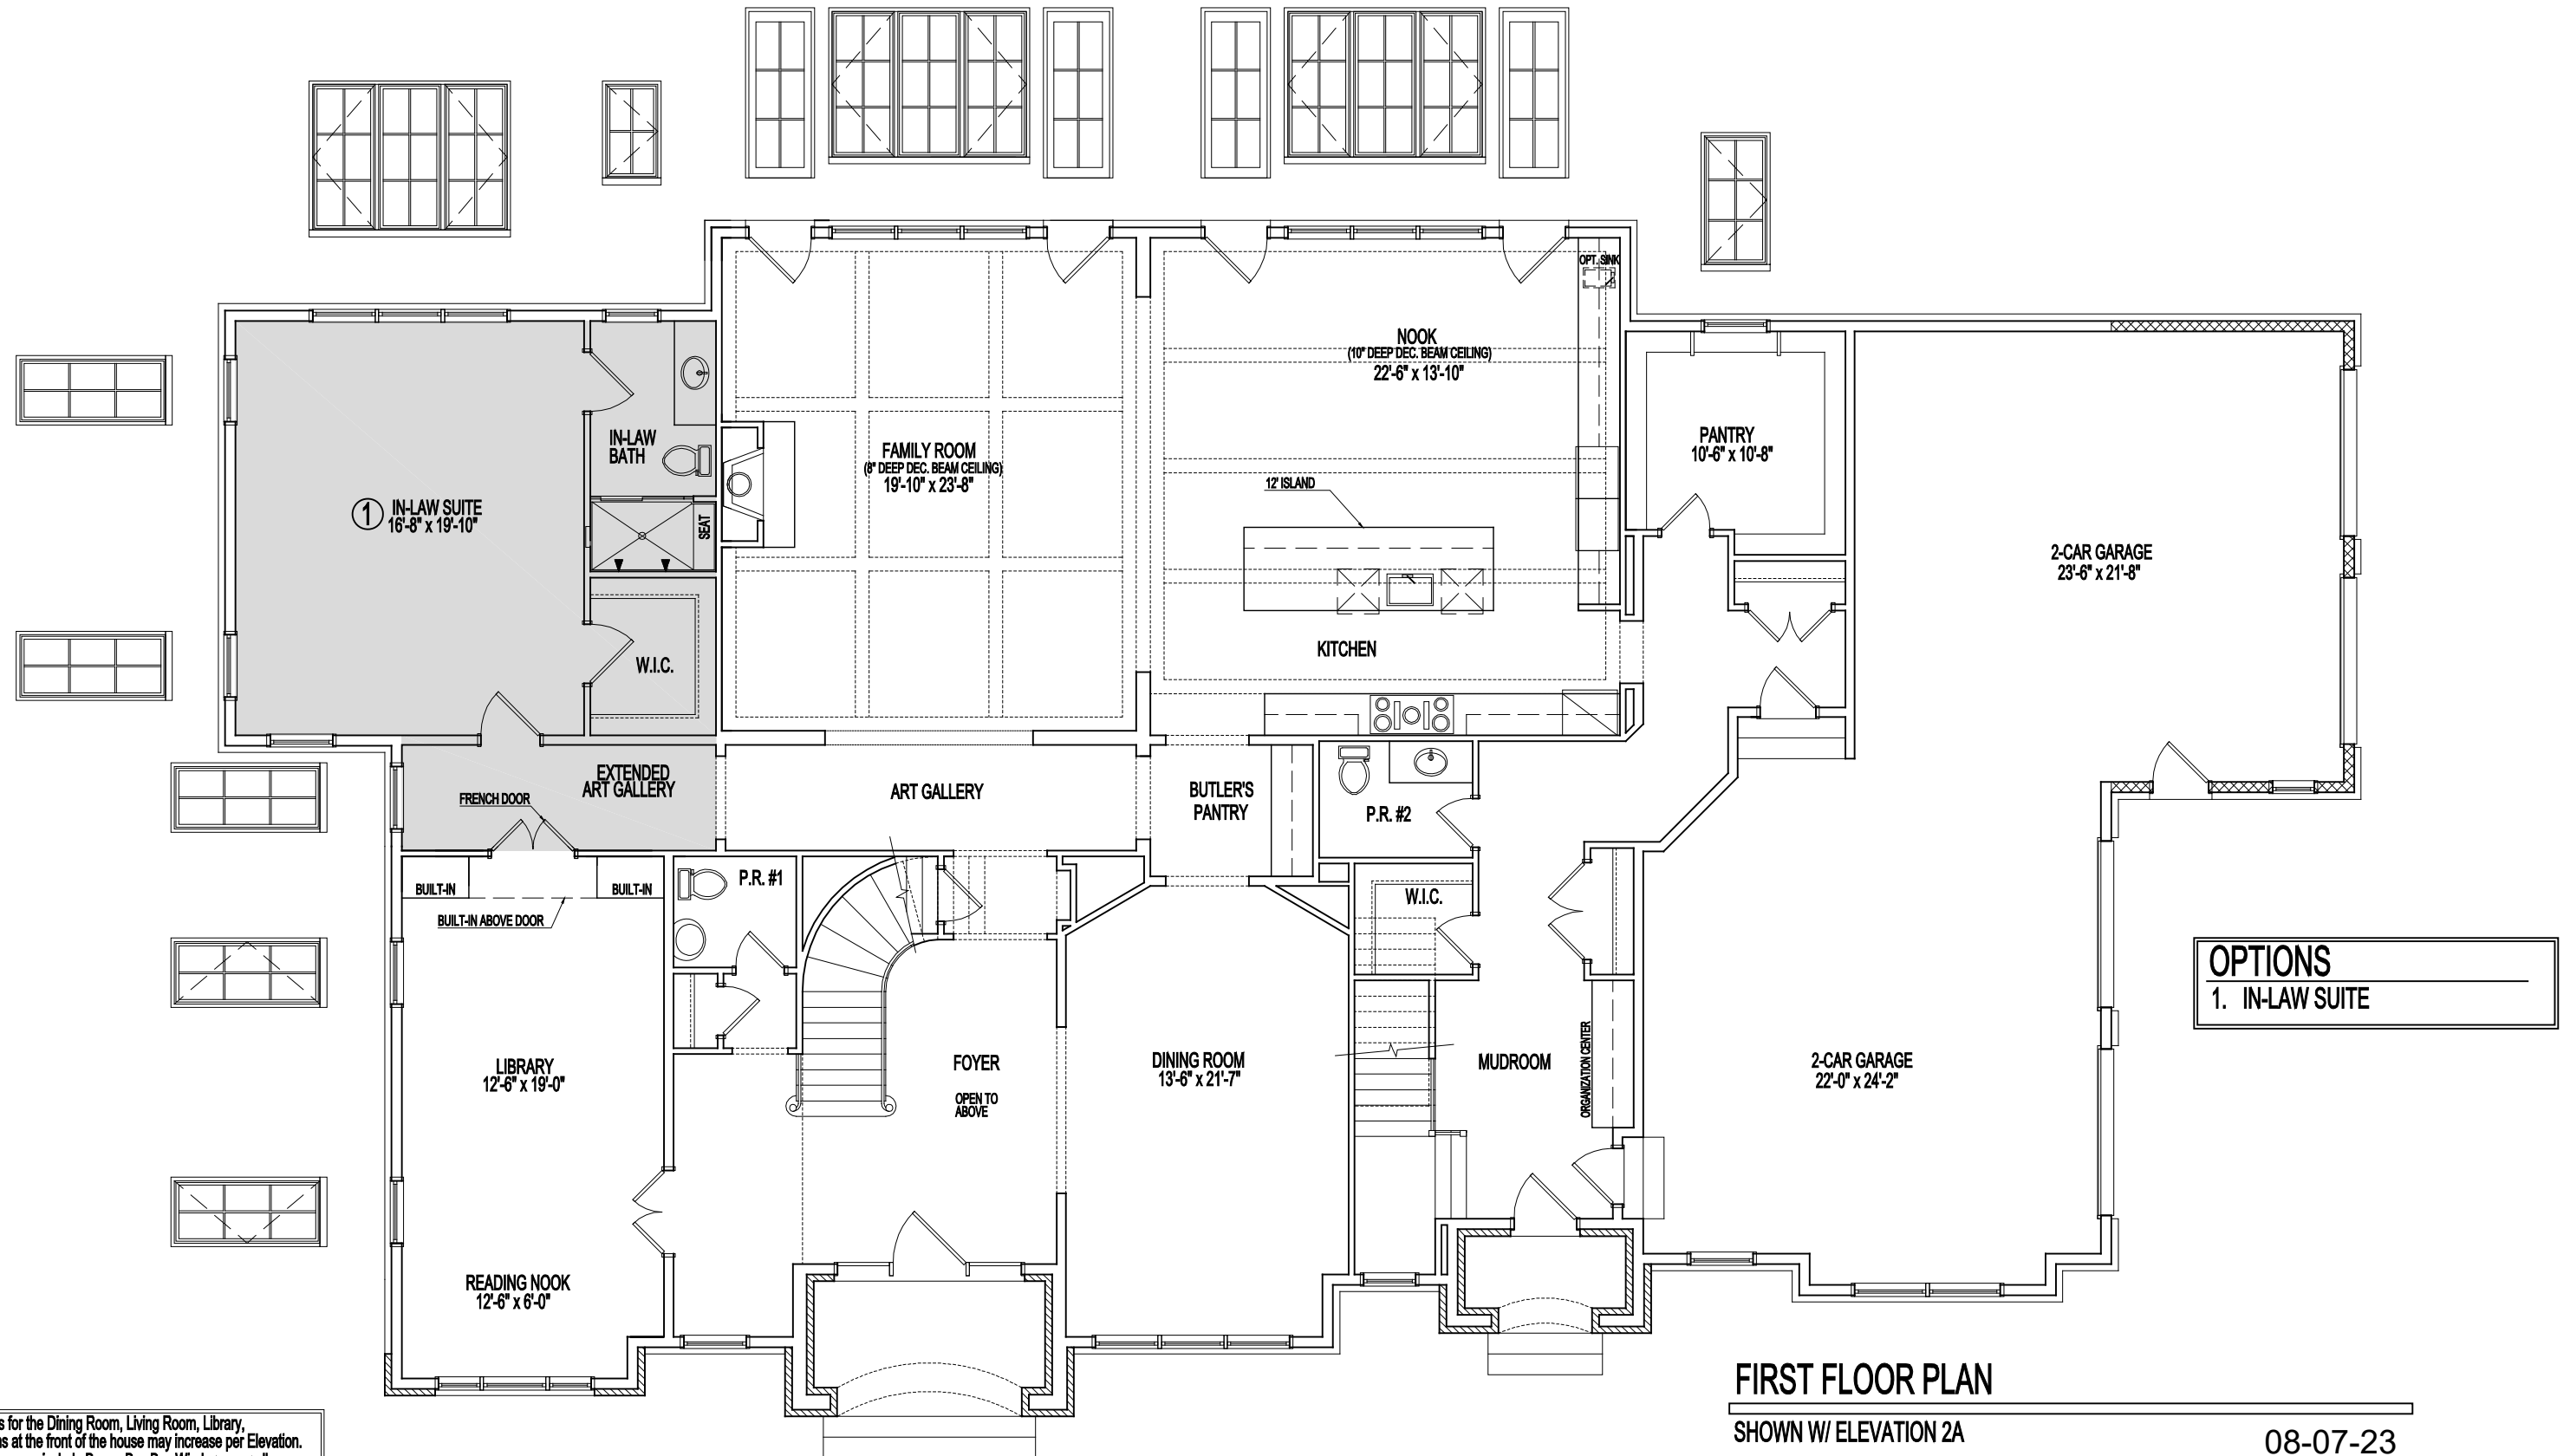 OPT. SINK
NOOK
(10" DEEP DEC. BEAM CEILING)
22'-6" x 13'-10"
IN-LAW
BATH
FAMILY ROOM
(8" DEEP DEC. BEAM CEILING)
19'-10" x 23'-8"
PANTRY
10'-6" x 10'-8"
12' ISLAND
1 IN-LAW SUITE
16'-8" x 19'-10"
SEAT
2-CAR GARAGE
23'-6" x 21'-8"
W.I.C.
KITCHEN
EXTENDED
ART GALLERY
FRENCH DOOR
ART GALLERY
BUTLER'S
PANTRY
P.R. #2
BUILT-IN
BUILT-IN
BUILT-IN ABOVE DOOR
P.R. #1
W.I.C.
OPTIONS
1. IN-LAW SUITE
LIBRARY
12'-6" x 19'-0"
FOYER
OPEN TO
ABOVE
DINING ROOM
13'-6" x 21'-7"
MUDROOM
ORGANIZATION CENTER
2-CAR GARAGE
22'-0" x 24'-2"
READING NOOK
12'-6" x 6'-0"
FIRST FLOOR PLAN
SHOWN W/ ELEVATION 2A
08-07-23
s for the Dining Room, Living Room, Library,
s at the front of the house may increase per Elevation.